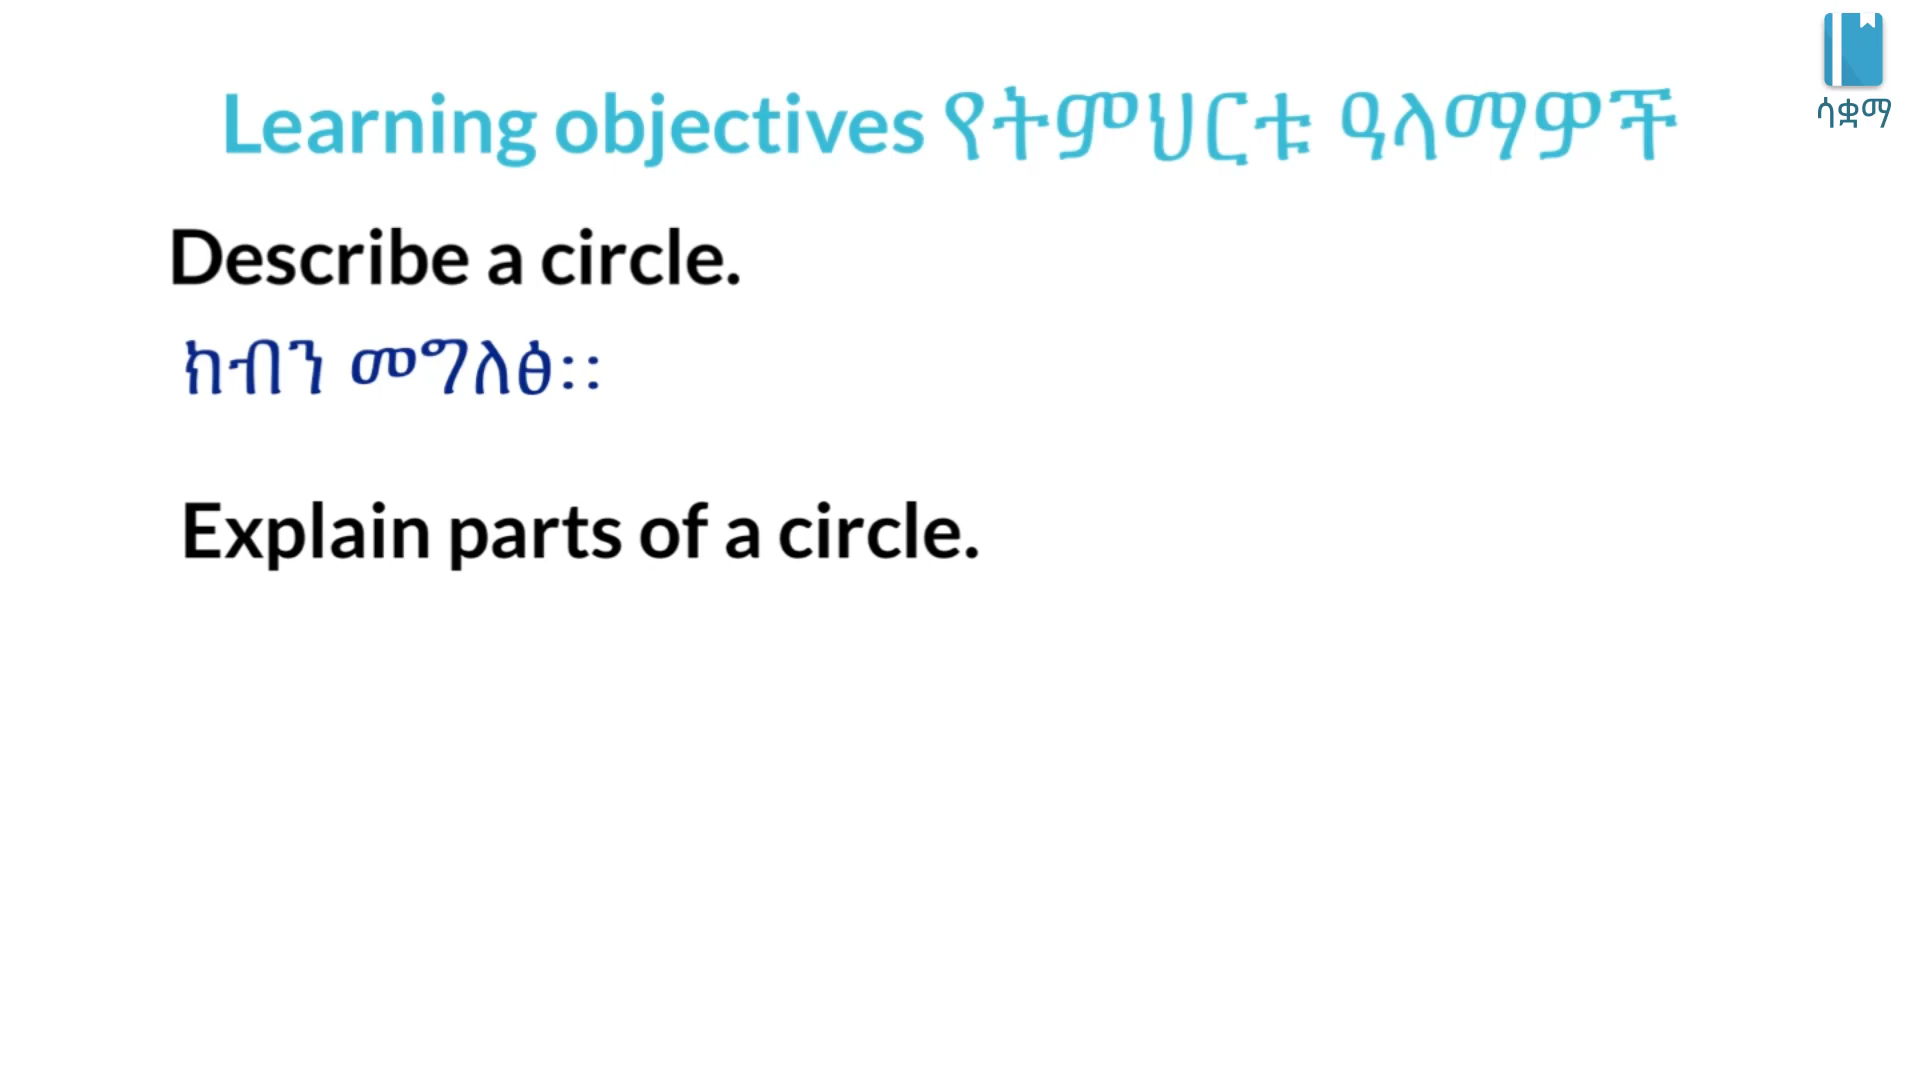 Learning objectives የትምህርቱ ዓላማዎች
ሳቋማ
Describe a circle.
ክብን መግለፅ፡፡
Explain parts of a circle.